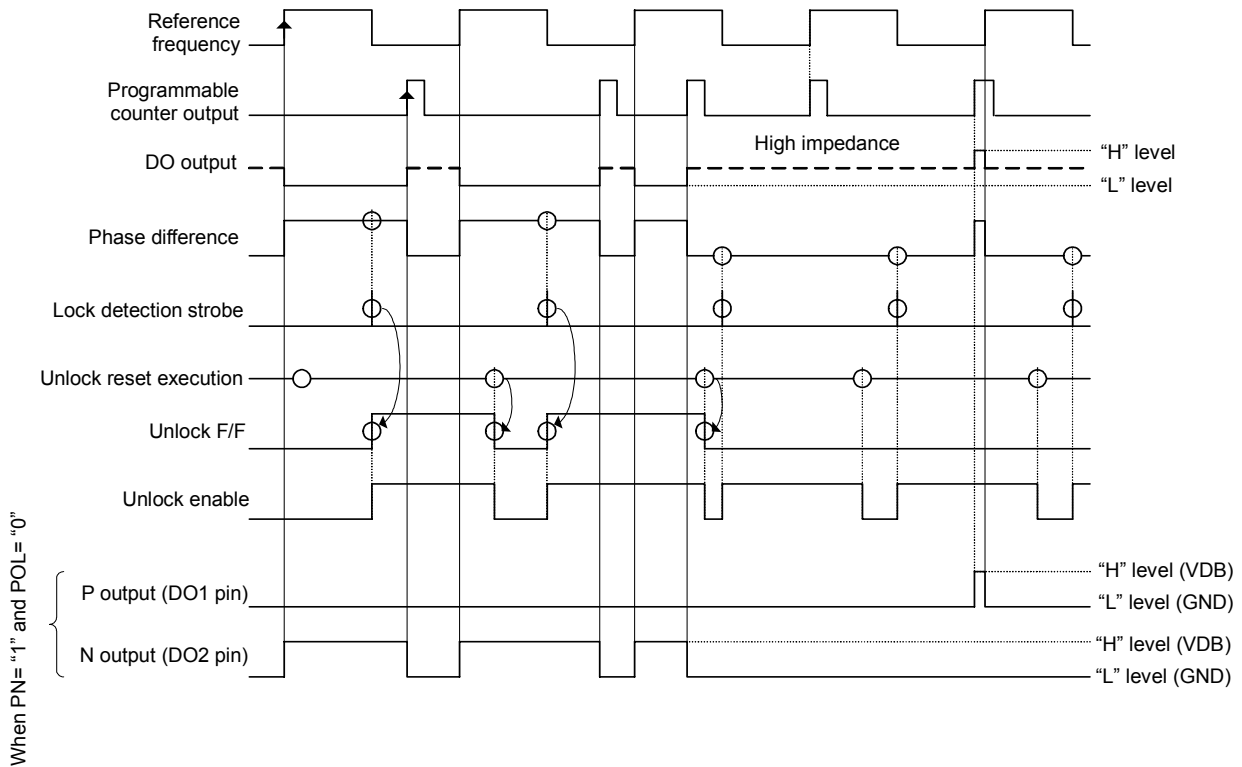 Reference
frequency
Programmable
counter output
High impedance
DO output
“H” level
“L” level
Phase difference
Lock detection strobe
Unlock reset execution
Unlock F/F
Unlock enable
When PN= “1” and POL= “0”
P output (DO1 pin)
“H” level (VDB)
“L” level (GND)
N output (DO2 pin)
“H” level (VDB)
“L” level (GND)